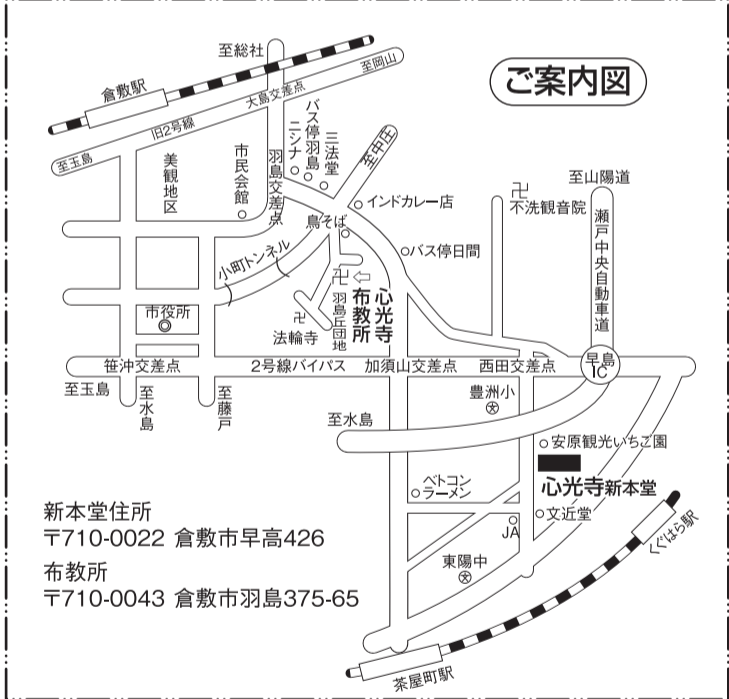 ご案内図
至総社
至岡山
倉敷駅
大島交差点
旧2号線
至玉島
美観地区
市民会館
羽島交差点
ニシナ
バス停羽島
三法堂
至中庄
インドカレー店
鳥そば
バス停日間
卍
不洗観音院
至山陽道
瀬戸中央自動車道
小町トンネル
市役所
卍
法輪寺
卍
羽島丘団地
⇦
心光寺
布教所
笹沖交差点
2号線バイパス
加須山交差点
西田交差点
早島
IC
至玉島
至水島
至藤戸
至水島
豊洲小
安原観光いちご園
心光寺新本堂
ベトコン
ラーメン
文近堂
JA
東陽中
くぐはら駅
茶屋町駅
新本堂住所
〒710-0022 倉敷市早高426
布教所
〒710-0043 倉敷市羽島375-65